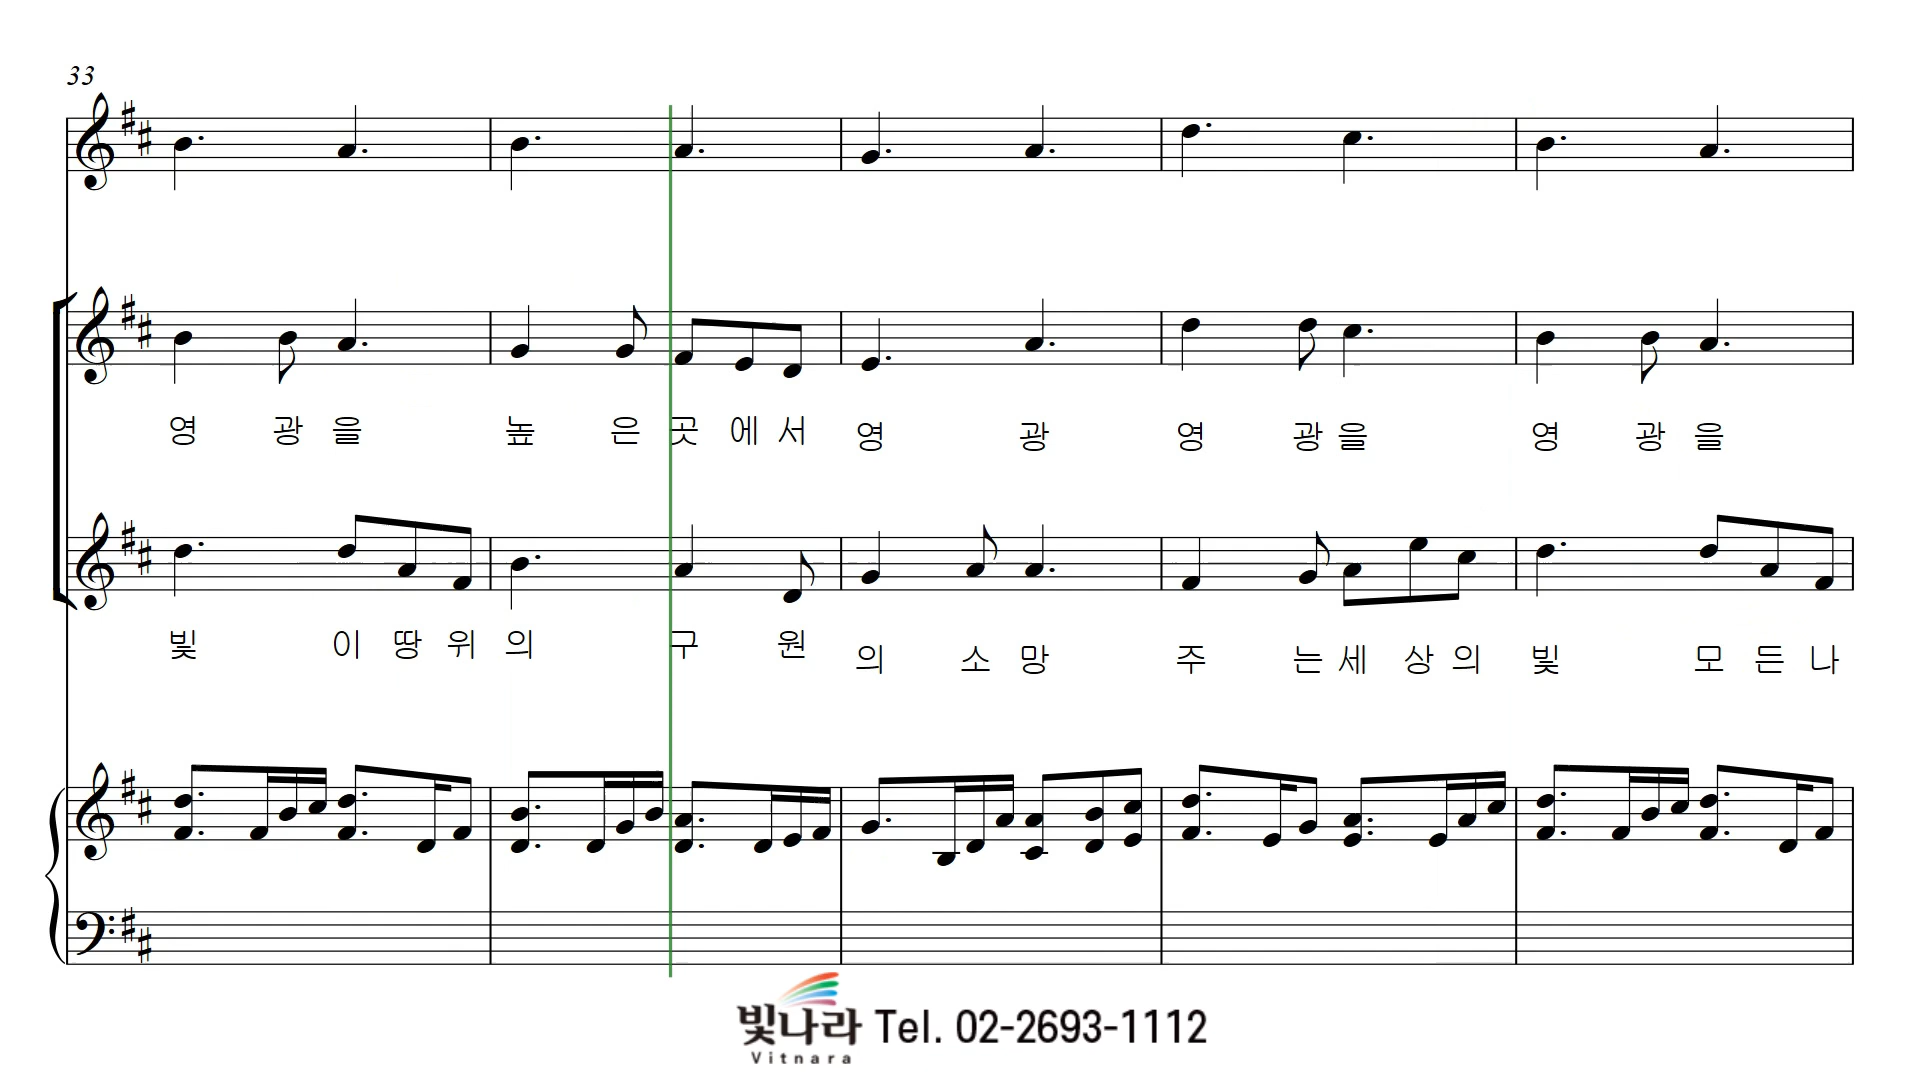 33
영 광 을 높 은 곳 에 서 영 광 영 광 을 영 광 을
빛 이 땅 위 의 구 원 의 소 망 주 는 세 상 의 빛 모 든 나
빛나라 Tel. 02-2693-1112
Vitnara